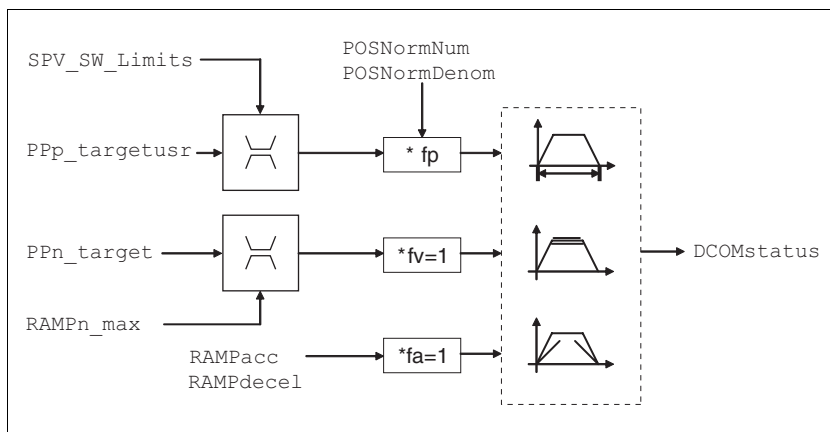 SPV_SW_Limits
POSNormNum
POSNormDenom
PPp_targetusr
* fp
PPn_target
*fv=1
DCOMstatus
RAMPn_max
RAMPacc
RAMPdecel
*fa=1